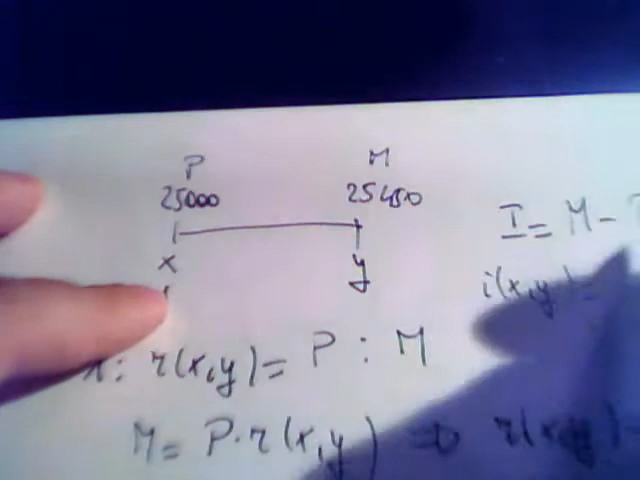 P M
25000 25450
x y
I = M -
i(x,y) =
: r(x,y) = P : M
M = P·r(x,y) ⇒ r(x,y) =